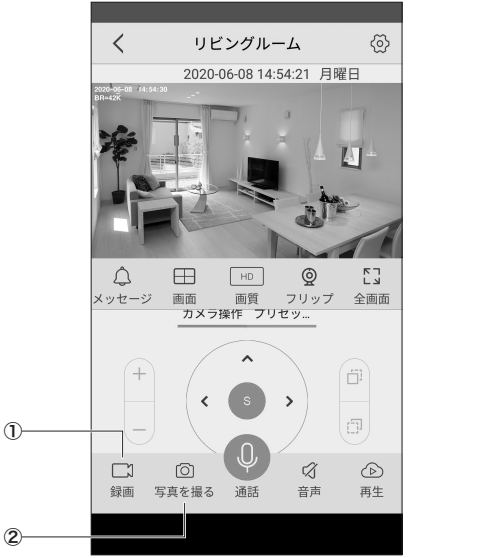 リビングルーム
2020-06-08 14:54:21 月曜日
2020-06-08 14:54:30
BR=42K
HD
メッセージ 画面 画質 フリップ 全画面
カメラ操作 プリセッ...
+
S
−
①
録画 写真を撮る 通話 音声 再生
②